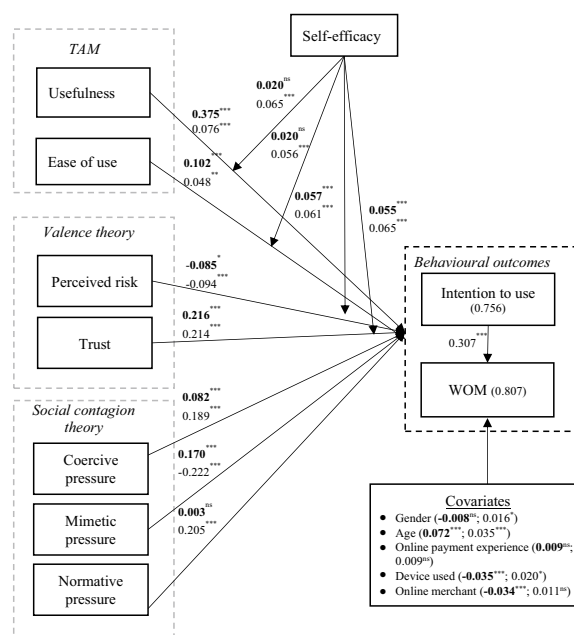 Self-efficacy
TAM
Usefulness
Ease of use
0.020ns
0.065***
0.375***
0.076***
0.020ns
0.056***
0.102***
0.048**
0.057***
0.061***
0.055***
0.065***
Valence theory
Perceived risk
Trust
-0.085*
-0.094***
0.216***
0.214***
Behavioural outcomes
Intention to use
(0.756)
0.307***
WOM (0.807)
Social contagion
theory
Coercive
pressure
Mimetic
pressure
Normative
pressure
0.082***
0.189***
0.170***
-0.222***
0.003ns
0.205***
Covariates
• Gender (-0.008ns; 0.016*)
• Age (0.072***; 0.035***)
• Online payment experience (0.009ns;
0.009ns)
• Device used (-0.035***; 0.020*)
• Online merchant (-0.034***; 0.011ns)